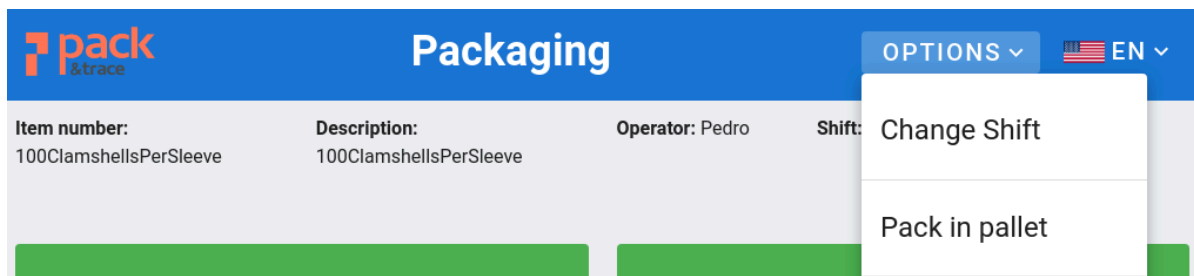 pack
&trace
Packaging
OPTIONS
EN
Item number:
100ClamshellsPerSleeve
Description:
100ClamshellsPerSleeve
Operator: Pedro
Shift:
Change Shift
Pack in pallet